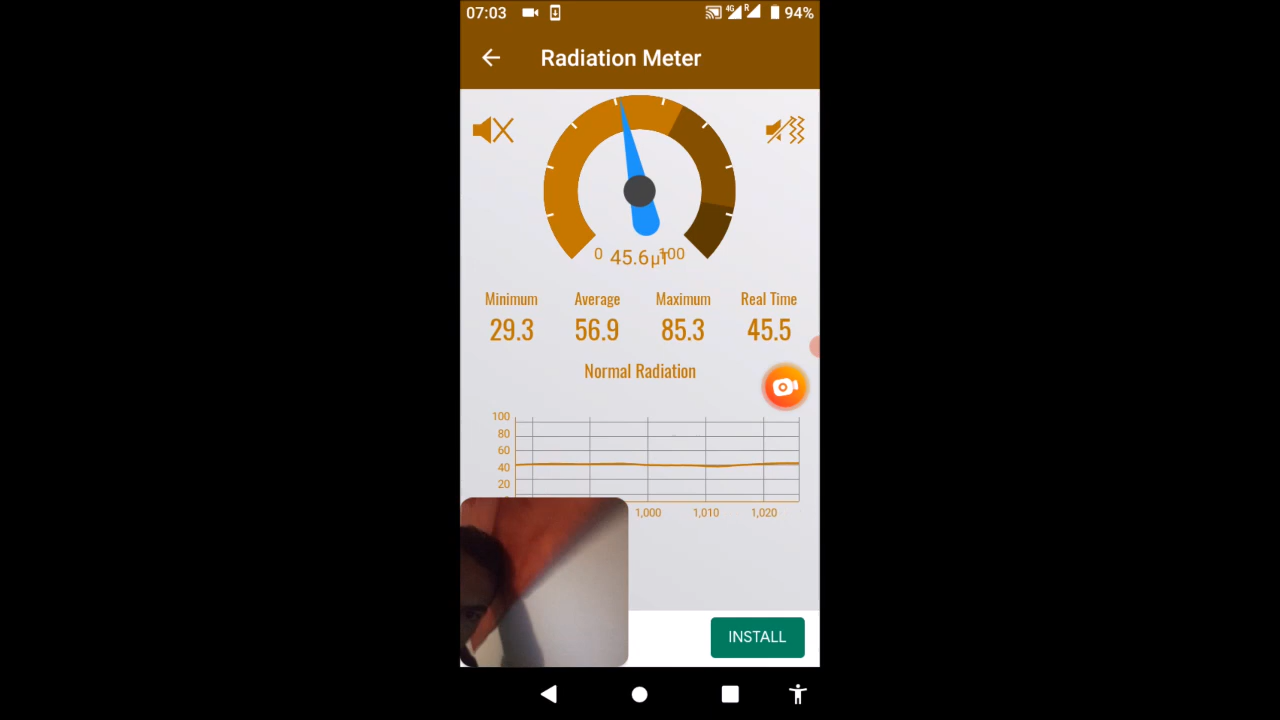 07:03 4G R 94%
Radiation Meter
0 45.6µT 100
Minimum Average Maximum Real Time
29.3 56.9 85.3 45.5
Normal Radiation
100
80
60
40
20
1,000 1,010 1,020
INSTALL